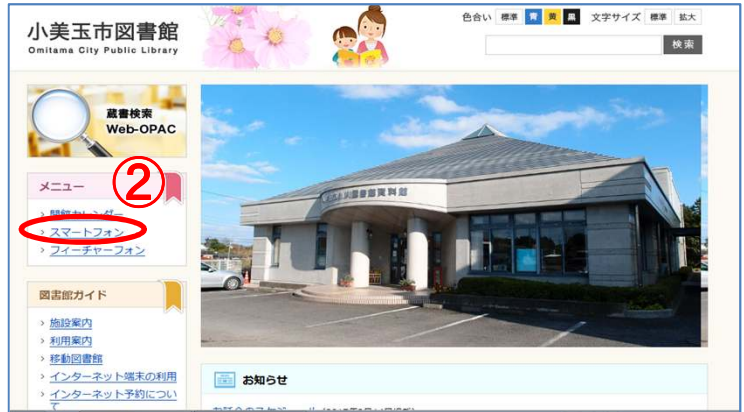 小美玉市図書館
Omitama City Public Library
色合い 標準 青 黄 黒 文字サイズ 標準 拡大
検索
蔵書検索
Web-OPAC
メニュー
②
› 開館カレンダー
› スマートフォン
› フィーチャーフォン
図書館ガイド
› 施設案内
› 利用案内
› 移動図書館
› インターネット端末の利用
› インターネット予約につい
て
お知らせ